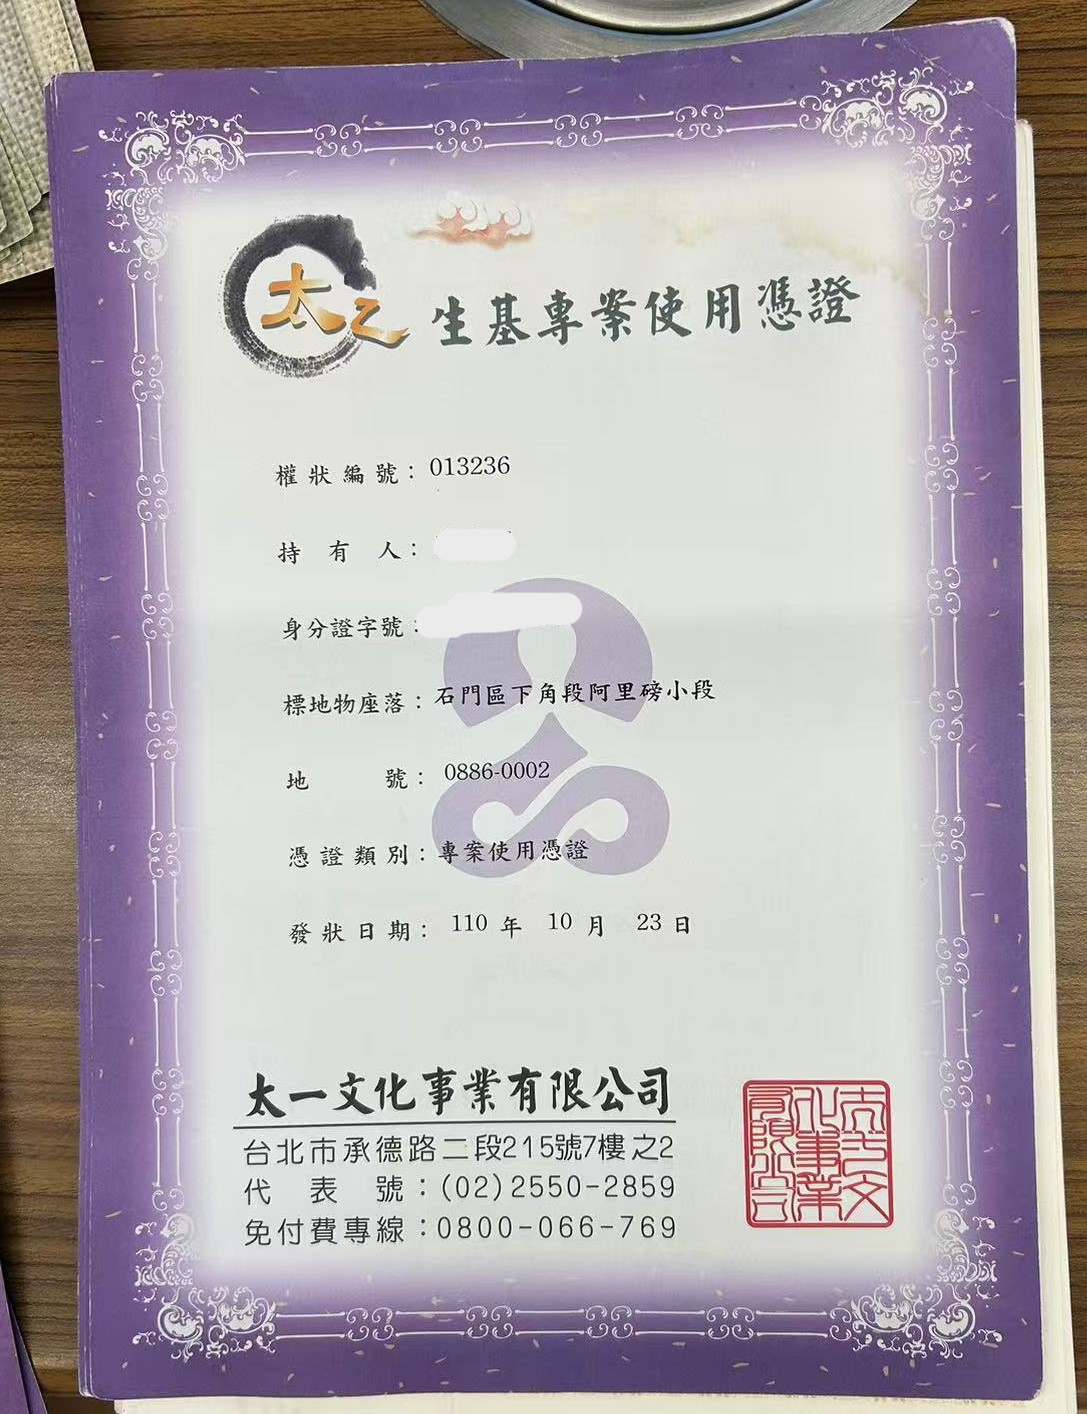 太乙 生基專案使用憑證
權狀編號：013236
持有人：
身分證字號：
標地物座落：石門區下角段阿里磅小段
地號：0886-0002
憑證類別：專案使用憑證
發狀日期：110年10月23日
太一文化事業有限公司
台北市承德路二段215號7樓之2
代表號：(02)2550-2859
免付費專線：0800-066-769